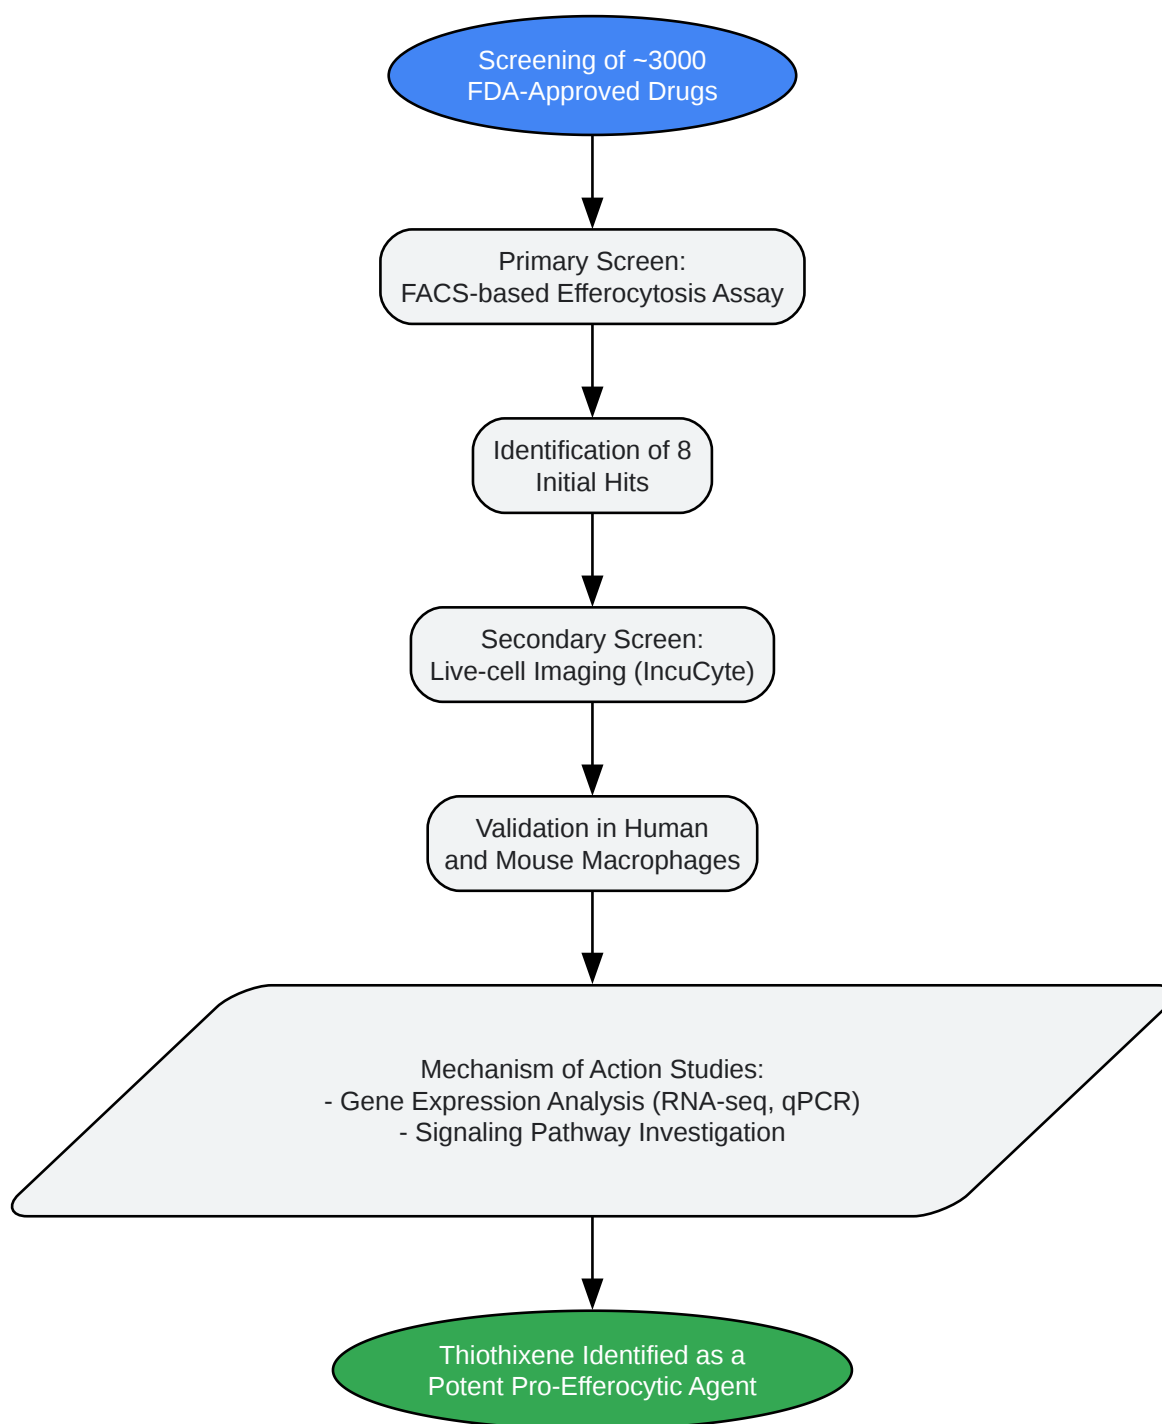 Screening of ~3000
FDA-Approved Drugs
Primary Screen:
FACS-based Efferocytosis Assay
Identification of 8
Initial Hits
Secondary Screen:
Live-cell Imaging (IncuCyte)
Validation in Human
and Mouse Macrophages
Mechanism of Action Studies:
- Gene Expression Analysis (RNA-seq, qPCR)
- Signaling Pathway Investigation
Thiothixene Identified as a
Potent Pro-Efferocytic Agent